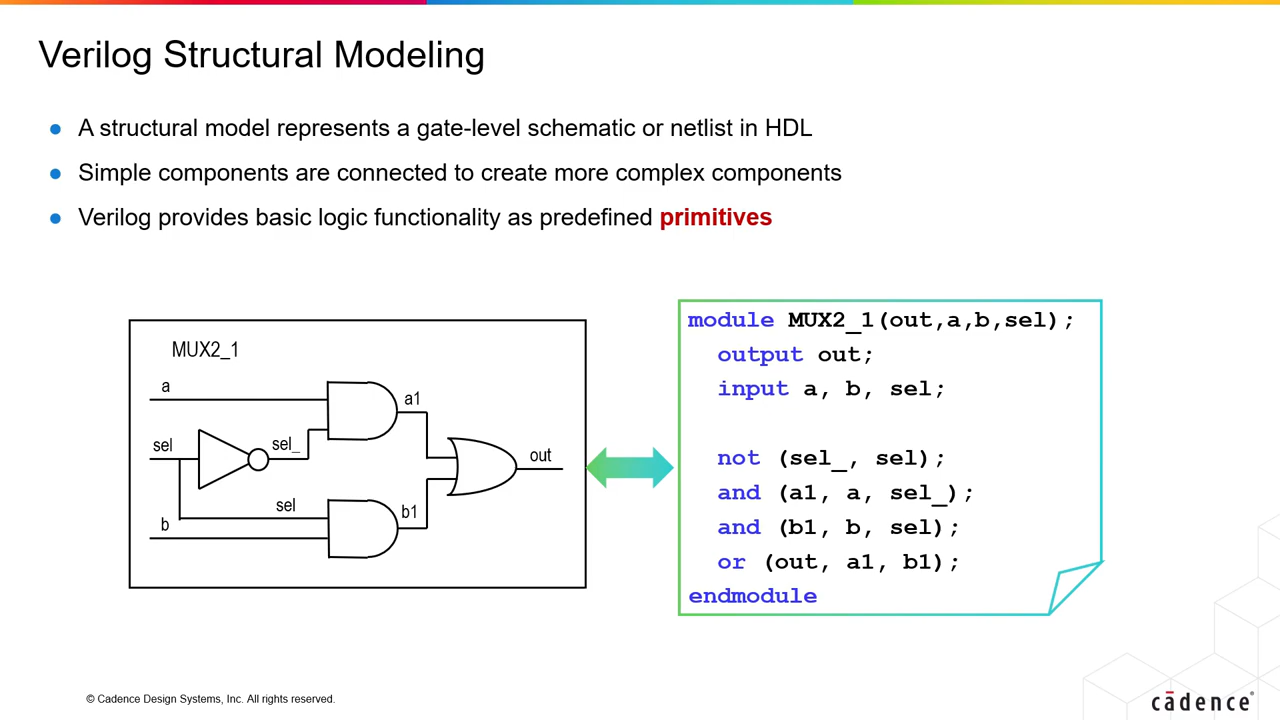 Verilog Structural Modeling
A structural model represents a gate-level schematic or netlist in HDL
Simple components are connected to create more complex components
Verilog provides basic logic functionality as predefined primitives
MUX2_1
a
a1
sel
sel_
out
sel
b1
b
module MUX2_1(out,a,b,sel);
output out;
input a, b, sel;
not (sel_, sel);
and (a1, a, sel_);
and (b1, b, sel);
or (out, a1, b1);
endmodule
© Cadence Design Systems, Inc. All rights reserved.
cādence®